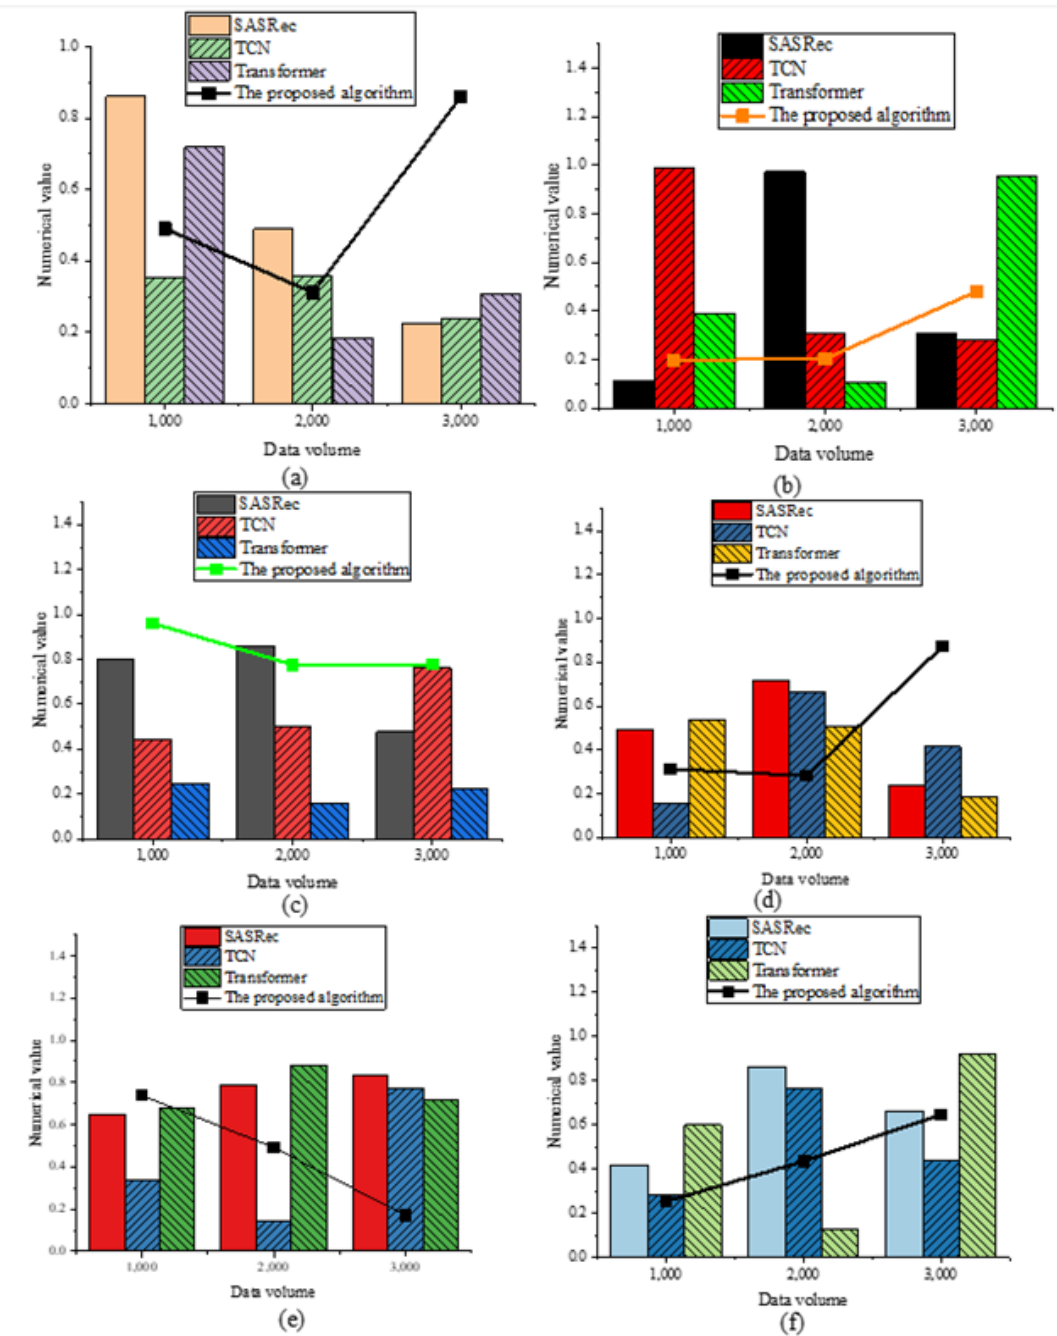 SASRec
TCN
Transformer
The proposed algorithm
1.0
0.8
0.6
0.4
0.2
0.0
Numerical value
1,000 2,000 3,000
Data volume
(a)
SASRec
TCN
Transformer
The proposed algorithm
1.4
1.2
1.0
0.8
0.6
0.4
0.2
0.0
Numerical value
1,000 2,000 3,000
Data volume
(b)
SASRec
TCN
Transformer
The proposed algorithm
1.4
1.2
1.0
0.8
0.6
0.4
0.2
0.0
Numerical value
1,000 2,000 3,000
Data volume
(c)
SASRec
TCN
Transformer
The proposed algorithm
1.4
1.2
1.0
0.8
0.6
0.4
0.2
0.0
Numerical value
1,000 2,000 3,000
Data volume
(d)
SASRec
TCN
Transformer
The proposed algorithm
1.4
1.2
1.0
0.8
0.6
0.4
0.2
0.0
Numerical value
1,000 2,000 3,000
Data volume
(e)
SASRec
TCN
Transformer
The proposed algorithm
1.4
1.2
1.0
0.8
0.6
0.4
0.2
0.0
Numerical value
1,000 2,000 3,000
Data volume
(f)